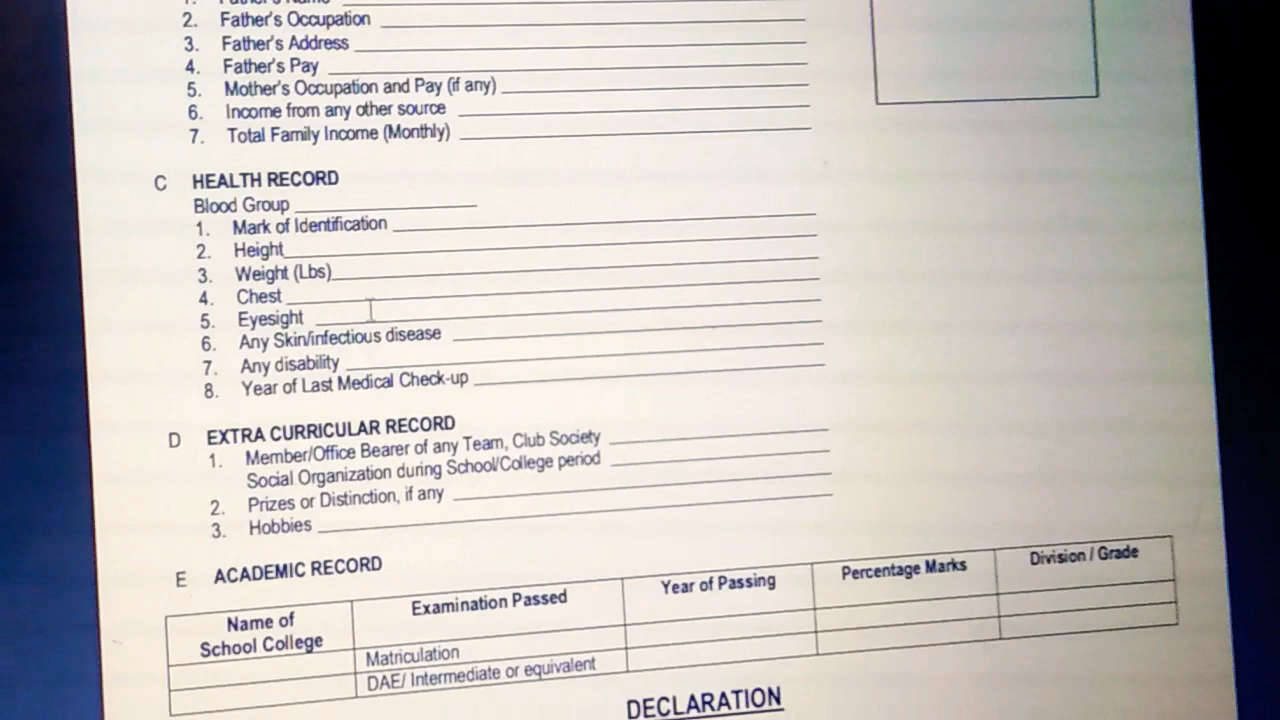 1. Father's Name
2. Father's Occupation
3. Father's Address
4. Father's Pay
5. Mother's Occupation and Pay (if any)
6. Income from any other source
7. Total Family Income (Monthly)
C HEALTH RECORD
Blood Group
1. Mark of Identification
2. Height
3. Weight (Lbs)
4. Chest
5. Eyesight
6. Any Skin/infectious disease
7. Any disability
8. Year of Last Medical Check-up
D EXTRA CURRICULAR RECORD
1. Member/Office Bearer of any Team, Club Society
Social Organization during School/College period
2. Prizes or Distinction, if any
3. Hobbies
E ACADEMIC RECORD
Name of School College Examination Passed Year of Passing Percentage Marks Division / Grade
Matriculation
DAE/ Intermediate or equivalent
DECLARATION